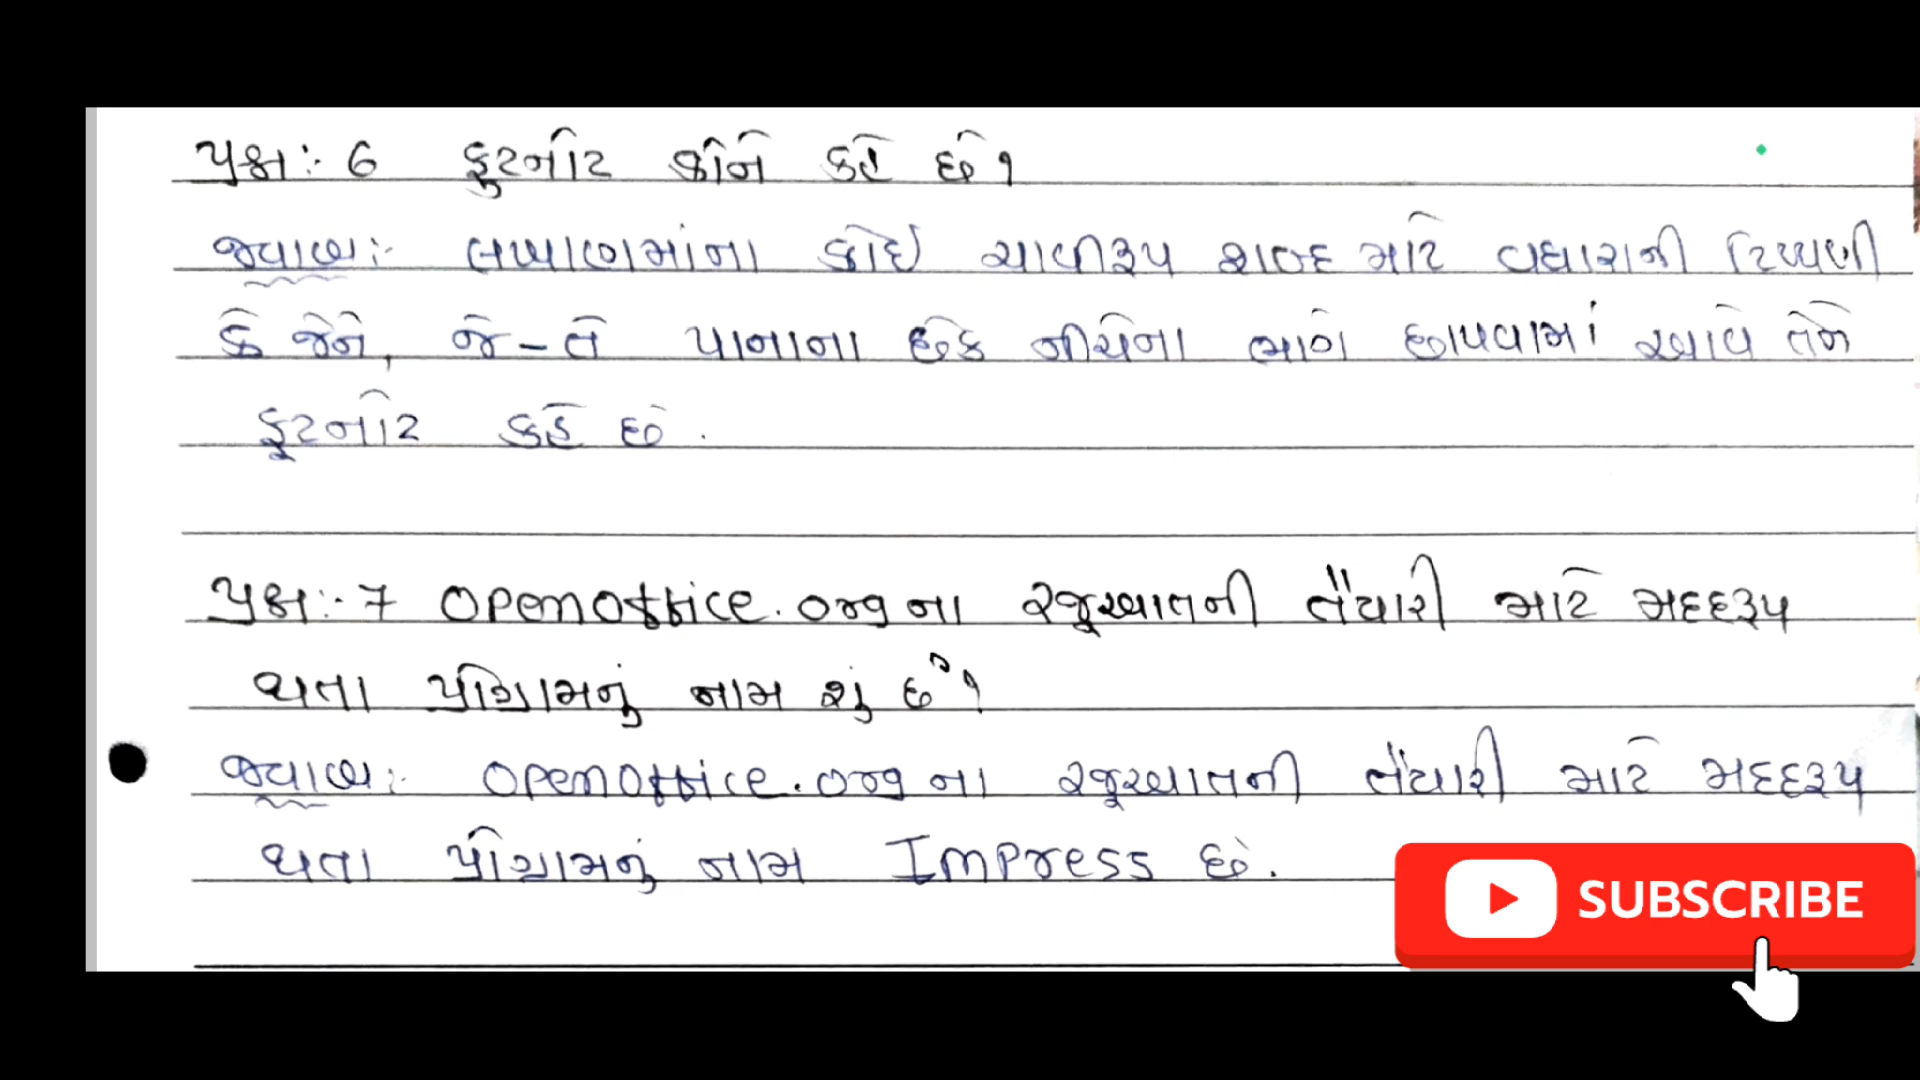 પ્રશ્ન:- 6 ફુટનોટ કોને કહે છે?
જવાબ:- લખાણમાંના કોઈ ચાવીરૂપ શબ્દ માટે વધારાની ટિપ્પણી
કે જેને, જે-તે પાનાના છેક નીચેના ભાગે છાપવામાં આવે તેને
ફૂટનોટ કહે છે.
પ્રશ્ન:- 7 OpenOffice.org ના રજૂઆતની તૈયારી માટે મદદરૂપ
થતા પ્રોગ્રામનું નામ શું છે?
જવાબ:- OpenOffice.org ના રજૂઆતની તૈયારી માટે મદદરૂપ
થતા પ્રોગ્રામનું નામ Impress છે.
SUBSCRIBE